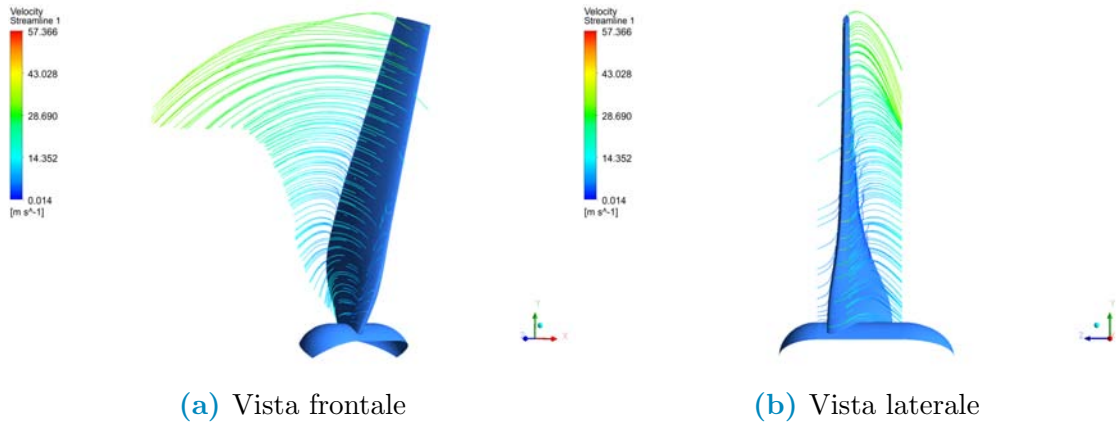 Velocity
Streamline 1
57.366
43.028
28.690
14.352
0.014
[m s^-1]
Y
X
(a) Vista frontale
Velocity
Streamline 1
57.366
43.028
28.690
14.352
0.014
[m s^-1]
Y
Z
(b) Vista laterale